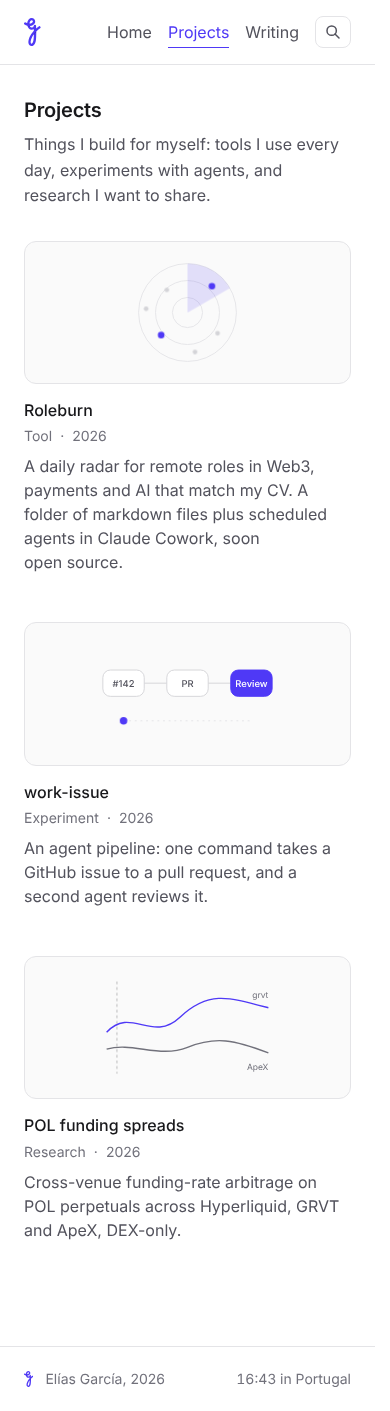 Home Projects Writing
Projects
Things I build for myself: tools I use every
day, experiments with agents, and
research I want to share.
Roleburn
Tool · 2026
A daily radar for remote roles in Web3,
payments and AI that match my CV. A
folder of markdown files plus scheduled
agents in Claude Cowork, soon
open source.
#142 PR Review
work-issue
Experiment · 2026
An agent pipeline: one command takes a
GitHub issue to a pull request, and a
second agent reviews it.
grvt
ApeX
POL funding spreads
Research · 2026
Cross-venue funding-rate arbitrage on
POL perpetuals across Hyperliquid, GRVT
and ApeX, DEX-only.
Elías García, 2026 16:43 in Portugal